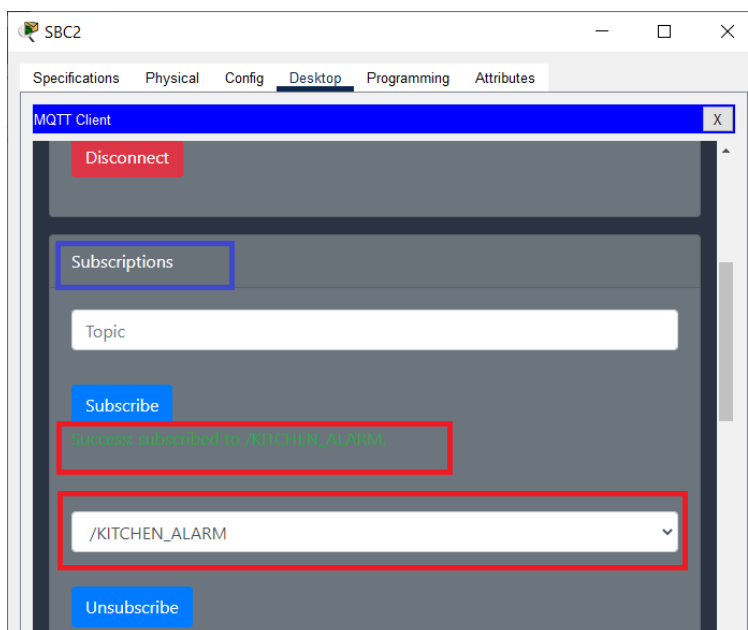 SBC2
Specifications Physical Config Desktop Programming Attributes
MQTT Client X
Disconnect
Subscriptions
Topic
Subscribe
Success: subscribed to /KITCHEN_ALARM.
/KITCHEN_ALARM
Unsubscribe